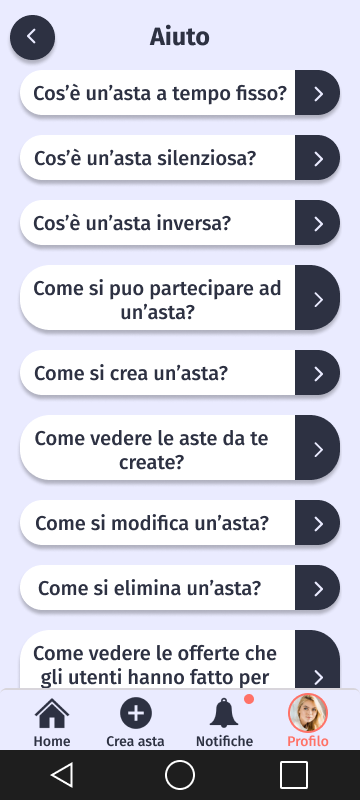 Aiuto
Cos’è un’asta a tempo fisso?
Cos’è un’asta silenziosa?
Cos’è un’asta inversa?
Come si puo partecipare ad
un’asta?
Come si crea un’asta?
Come vedere le aste da te
create?
Come si modifica un’asta?
Come si elimina un’asta?
Come vedere le offerte che
gli utenti hanno fatto per
Home
Crea asta
Notifiche
Profilo